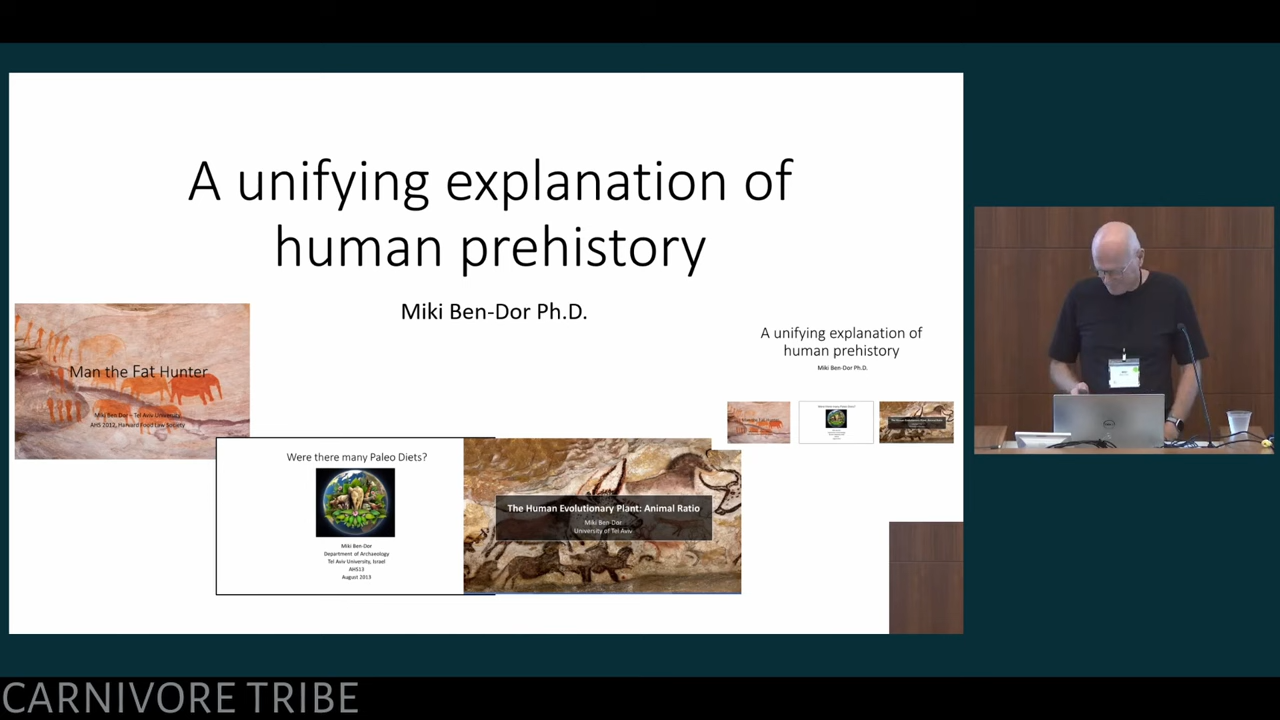 A unifying explanation of
human prehistory
Miki Ben-Dor Ph.D.
Man the Fat Hunter
Miki Ben Dor – Tel Aviv University
AHS 2012, Harvard Food Law Society
Were there many Paleo Diets?
Miki Ben-Dor
Department of Archaeology
Tel Aviv University, Israel
AHS13
August 2013
The Human Evolutionary Plant: Animal Ratio
Miki Ben-Dor
University of Tel Aviv
A unifying explanation of
human prehistory
Miki Ben-Dor Ph.D.
DELL
CARNIVORE TRIBE